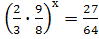 (2/3 · 9/8)^x = 27/64